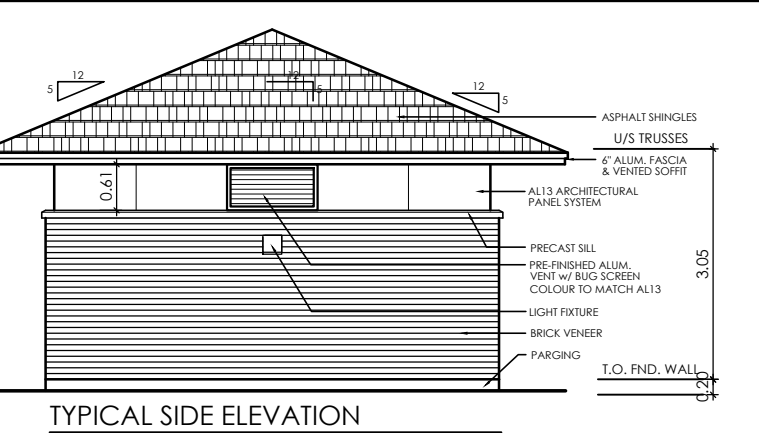 12
5
12
5
12
5
ASPHALT SHINGLES
U/S TRUSSES
6" ALUM. FASCIA
& VENTED SOFFIT
0.61
AL13 ARCHITECTURAL
PANEL SYSTEM
PRECAST SILL
PRE-FINISHED ALUM.
VENT w/ BUG SCREEN
COLOUR TO MATCH AL13
3.05
LIGHT FIXTURE
BRICK VENEER
PARGING
T.O. FND. WALL
0.20
TYPICAL SIDE ELEVATION